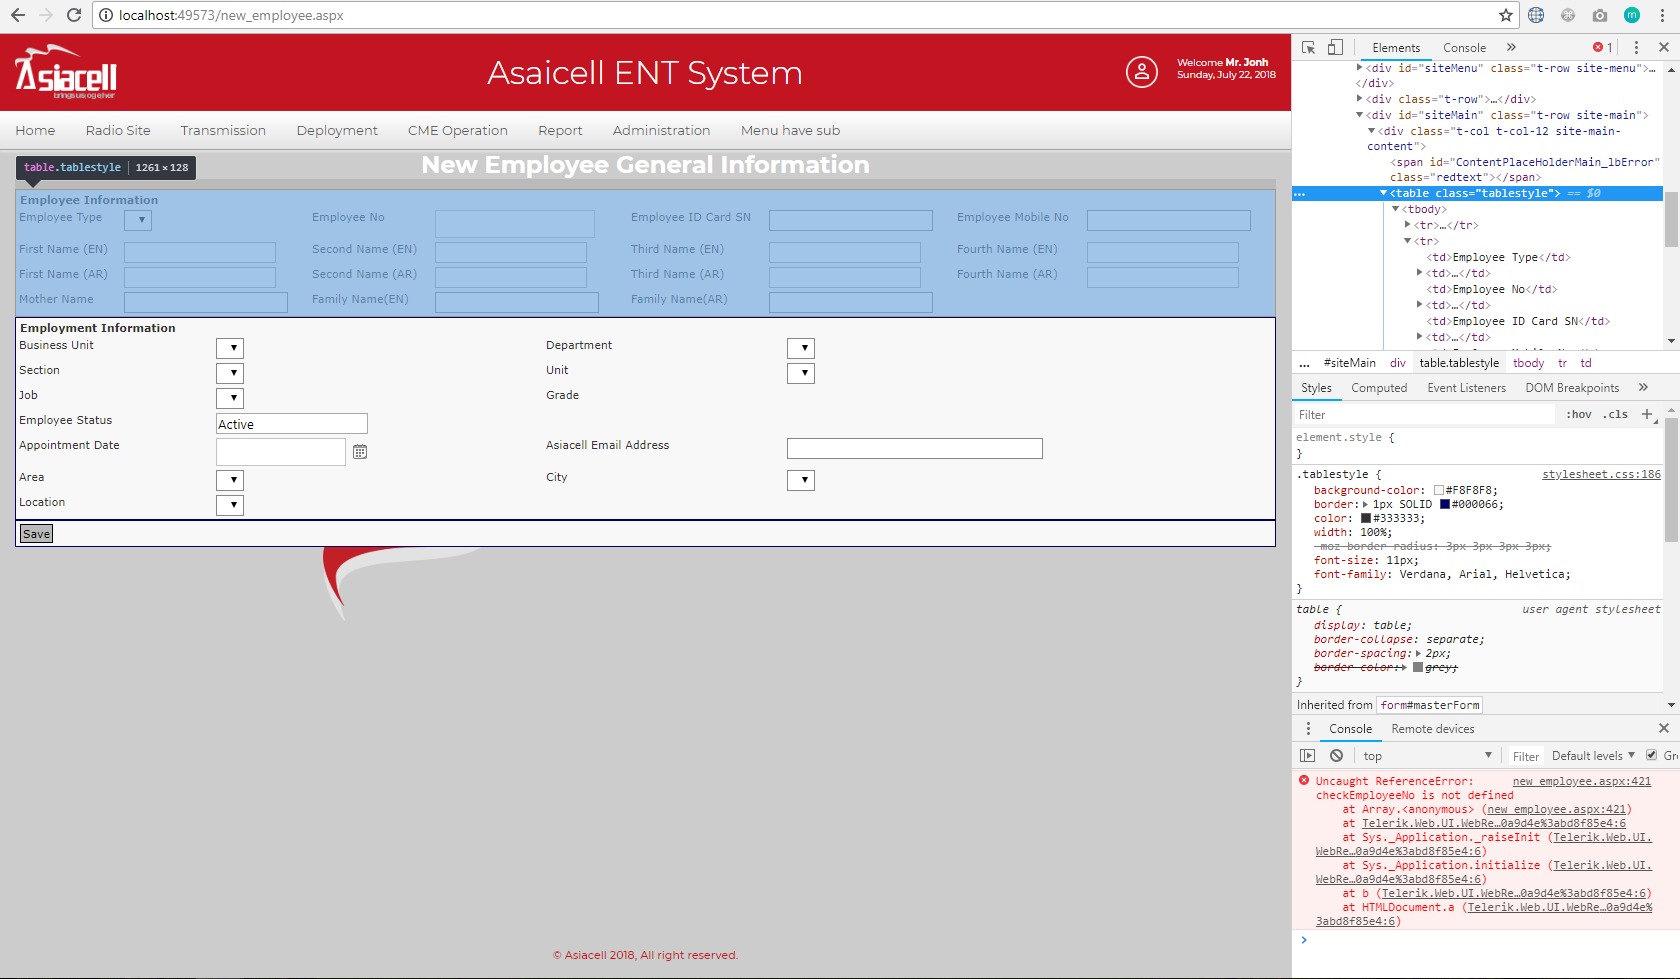 localhost:49573/new_employee.aspx
m
Asiacell
Asaicell ENT System
Welcome Mr. Jonh
Sunday, July 22, 2018
Home Radio Site Transmission Deployment CME Operation Report Administration Menu have sub
table.tablestyle 1261 × 128
New Employee General Information
Employee Information
Employee Type Employee No Employee ID Card SN Employee Mobile No
First Name (EN) Second Name (EN) Third Name (EN) Fourth Name (EN)
First Name (AR) Second Name (AR) Third Name (AR) Fourth Name (AR)
Mother Name Family Name(EN) Family Name(AR)
Employment Information
Business Unit Department
Section Unit
Job Grade
Employee Status Active
Appointment Date Asiacell Email Address
Area City
Location
Save
© Asiacell 2018, All right reserved.
Elements Console » 1
<div id="siteMenu" class="t-row site-menu">…
</div>
<div class="t-row">…</div>
<div id="siteMain" class="t-row site-main">
<div class="t-col t-col-12 site-main-
content">
<span id="ContentPlaceHolderMain_lbError"
class="redtext"></span>
… <table class="tablestyle"> == $0
<tbody>
<tr>…</tr>
<tr>
<td>Employee Type</td>
<td>…</td>
<td>Employee No</td>
<td>…</td>
<td>Employee ID Card SN</td>
<td>…</td>
... #siteMain div table.tablestyle tbody tr td
Styles Computed Event Listeners DOM Breakpoints »
Filter :hov .cls +
element.style {
}
.tablestyle { stylesheet.css:186
background-color: #F8F8F8;
border: 1px SOLID #000066;
color: #333333;
width: 100%;
-moz-border-radius: 3px 3px 3px 3px;
font-size: 11px;
font-family: Verdana, Arial, Helvetica;
}
table { user agent stylesheet
display: table;
border-collapse: separate;
border-spacing: 2px;
border-color: grey;
}
Inherited from form#masterForm
Console Remote devices
top Filter Default levels Gr
Uncaught ReferenceError: new_employee.aspx:421
checkEmployeeNo is not defined
at Array.<anonymous> (new_employee.aspx:421)
at Telerik.Web.UI.WebRe…0a9d4e%3abd8f85e4:6
at Sys._Application._raiseInit (Telerik.Web.UI.
WebRe…0a9d4e%3abd8f85e4:6)
at Sys._Application.initialize (Telerik.Web.UI.
WebRe…0a9d4e%3abd8f85e4:6)
at b (Telerik.Web.UI.WebRe…0a9d4e%3abd8f85e4:6)
at HTMLDocument.a (Telerik.Web.UI.WebRe…0a9d4e%
3abd8f85e4:6)